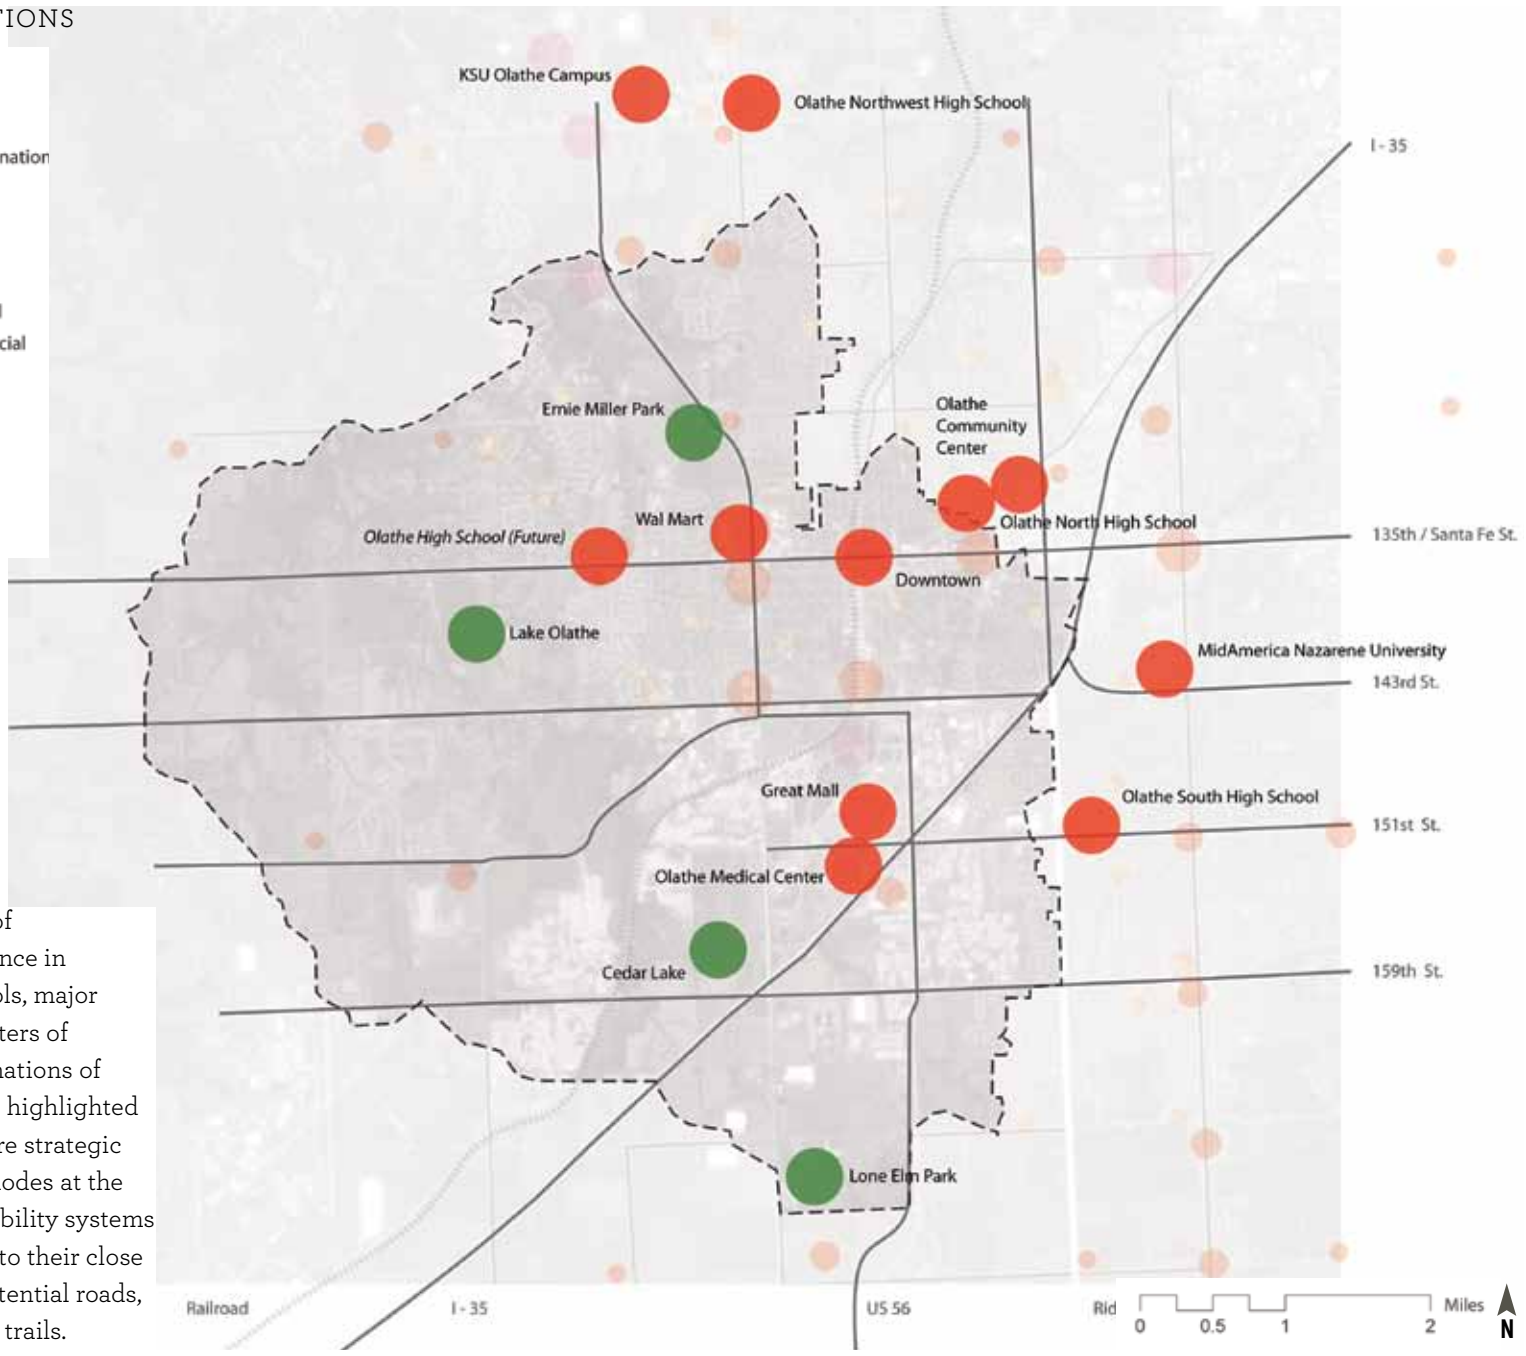 TIONS
nation
cial
KSU Olathe Campus
Olathe Northwest High School
I - 35
Ernie Miller Park
Olathe
Community
Center
Wal Mart
Olathe High School (Future)
Olathe North High School
135th / Santa Fe St.
Downtown
Lake Olathe
MidAmerica Nazarene University
143rd St.
Great Mall
Olathe South High School
151st St.
Olathe Medical Center
Cedar Lake
159th St.
Lone Elm Park
of
nce in
ols, major
ters of
nations of
highlighted
re strategic
odes at the
bility systems
to their close
tential roads,
trails.
Railroad
I - 35
US 56
Rid
0 0.5 1 2 Miles
N